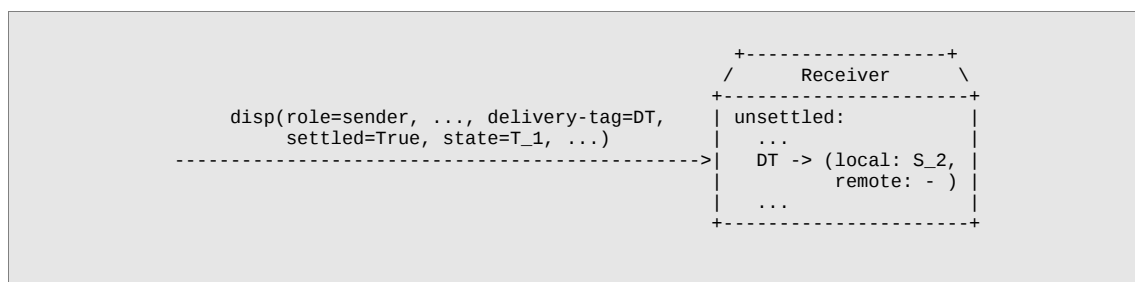 +------------------+
/ Receiver \
+-----------------------+
disp(role=sender, ..., delivery-tag=DT, | unsettled: |
settled=True, state=T_1, ...) | ... |
----------------------------------------------->| DT -> (local: S_2, |
| remote: - ) |
| ... |
+-----------------------+